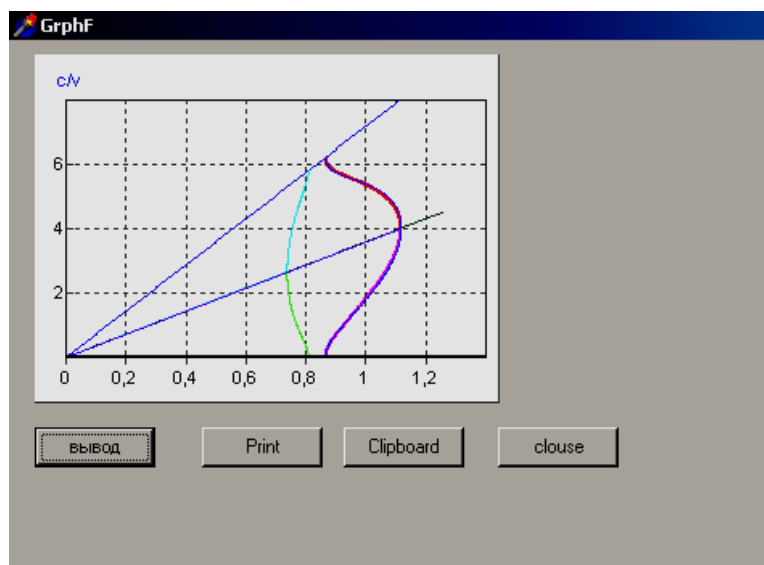 GrphF
c/v
6
4
2
0 0,2 0,4 0,6 0,8 1 1,2
вывод Print Clipboard clouse